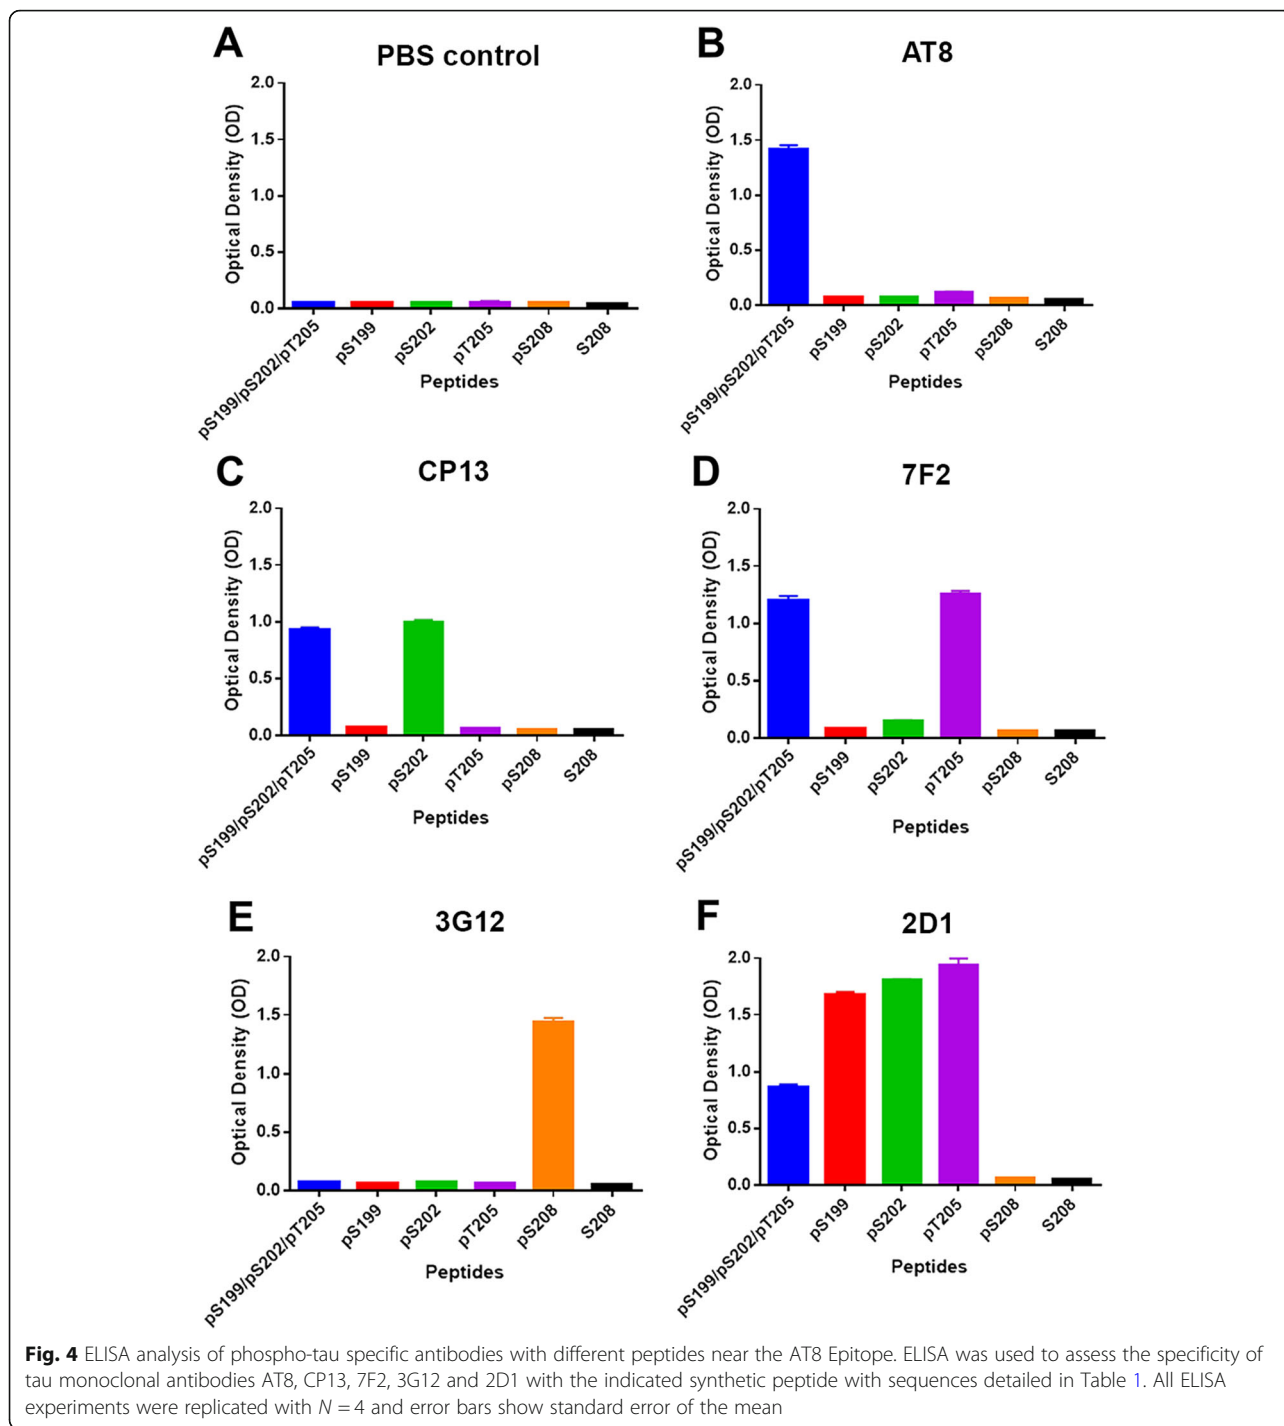 A
PBS control
2.0
1.5
1.0
0.5
0.0
Optical Density (OD)
pS199/pS202/pT205
pS199
pS202
pT205
pS208
S208
Peptides
B
AT8
2.0
1.5
1.0
0.5
0.0
Optical Density (OD)
pS199/pS202/pT205
pS199
pS202
pT205
pS208
S208
Peptides
C
CP13
2.0
1.5
1.0
0.5
0.0
Optical Density (OD)
pS199/pS202/pT205
pS199
pS202
pT205
pS208
S208
Peptides
D
7F2
2.0
1.5
1.0
0.5
0.0
Optical Density (OD)
pS199/pS202/pT205
pS199
pS202
pT205
pS208
S208
Peptides
E
3G12
2.0
1.5
1.0
0.5
0.0
Optical Density (OD)
pS199/pS202/pT205
pS199
pS202
pT205
pS208
S208
Peptides
F
2D1
2.0
1.5
1.0
0.5
0.0
Optical Density (OD)
pS199/pS202/pT205
pS199
pS202
pT205
pS208
S208
Peptides
Fig. 4 ELISA analysis of phospho-tau specific antibodies with different peptides near the AT8 Epitope. ELISA was used to assess the specificity of
tau monoclonal antibodies AT8, CP13, 7F2, 3G12 and 2D1 with the indicated synthetic peptide with sequences detailed in Table 1. All ELISA
experiments were replicated with N = 4 and error bars show standard error of the mean